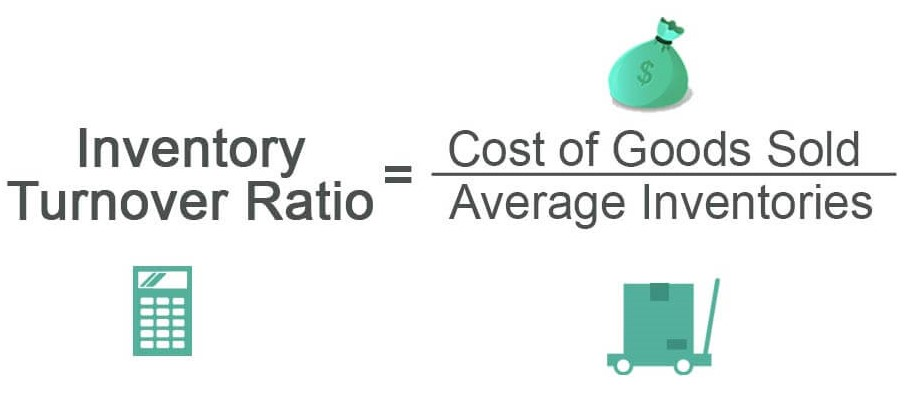 Inventory
Turnover Ratio
=
Cost of Goods Sold
Average Inventories
$